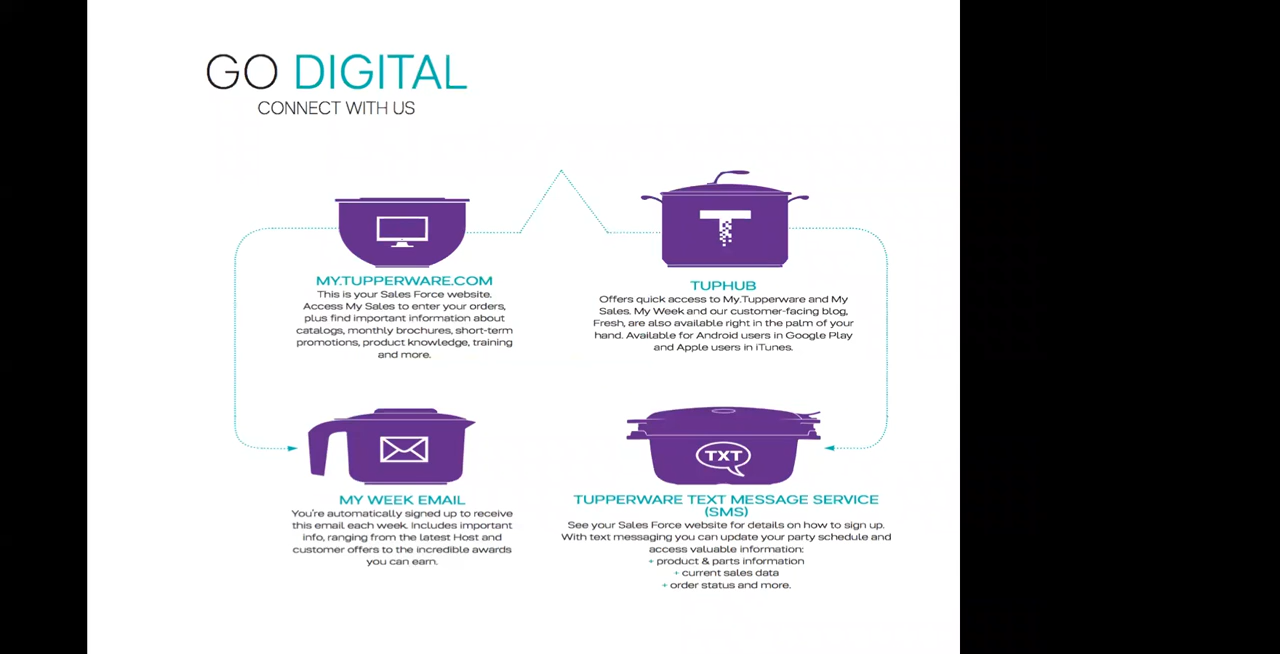 GO DIGITAL
CONNECT WITH US
MY.TUPPERWARE.COM
This is your Sales Force website.
Access My Sales to enter your orders,
plus find important information about
catalogs, monthly brochures, short-term
promotions, product knowledge, training
and more.
T
TUPHUB
Offers quick access to My.Tupperware and My
Sales. My Week and our customer-facing blog,
Fresh, are also available right in the palm of your
hand. Available for Android users in Google Play
and Apple users in iTunes.
MY WEEK EMAIL
You're automatically signed up to receive
this email each week. Includes important
info, ranging from the latest Host and
customer offers to the incredible awards
you can earn.
TXT
TUPPERWARE TEXT MESSAGE SERVICE
(SMS)
See your Sales Force website for details on how to sign up.
With text messaging you can update your party schedule and
access valuable information:
+ product & parts information
+ current sales data
+ order status and more.